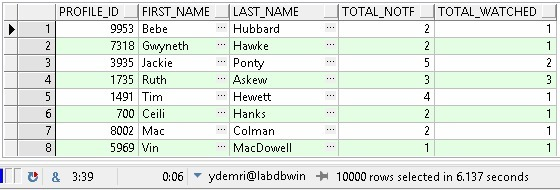 PROFILE_ID FIRST_NAME LAST_NAME TOTAL_NOTF TOTAL_WATCHED
1 9953 Bebe ... Hubbard ... 2 1
2 7318 Gwyneth ... Hawke ... 2 1
3 3935 Jackie ... Ponty ... 5 2
4 1735 Ruth ... Askew ... 3 3
5 1491 Tim ... Hewett ... 4 1
6 700 Ceili ... Hanks ... 2 1
7 8002 Mac ... Colman ... 2 1
8 5969 Vin ... MacDowell ... 1 1
& 3:39 0:06 ydemri@labdbwin 10000 rows selected in 6.137 seconds